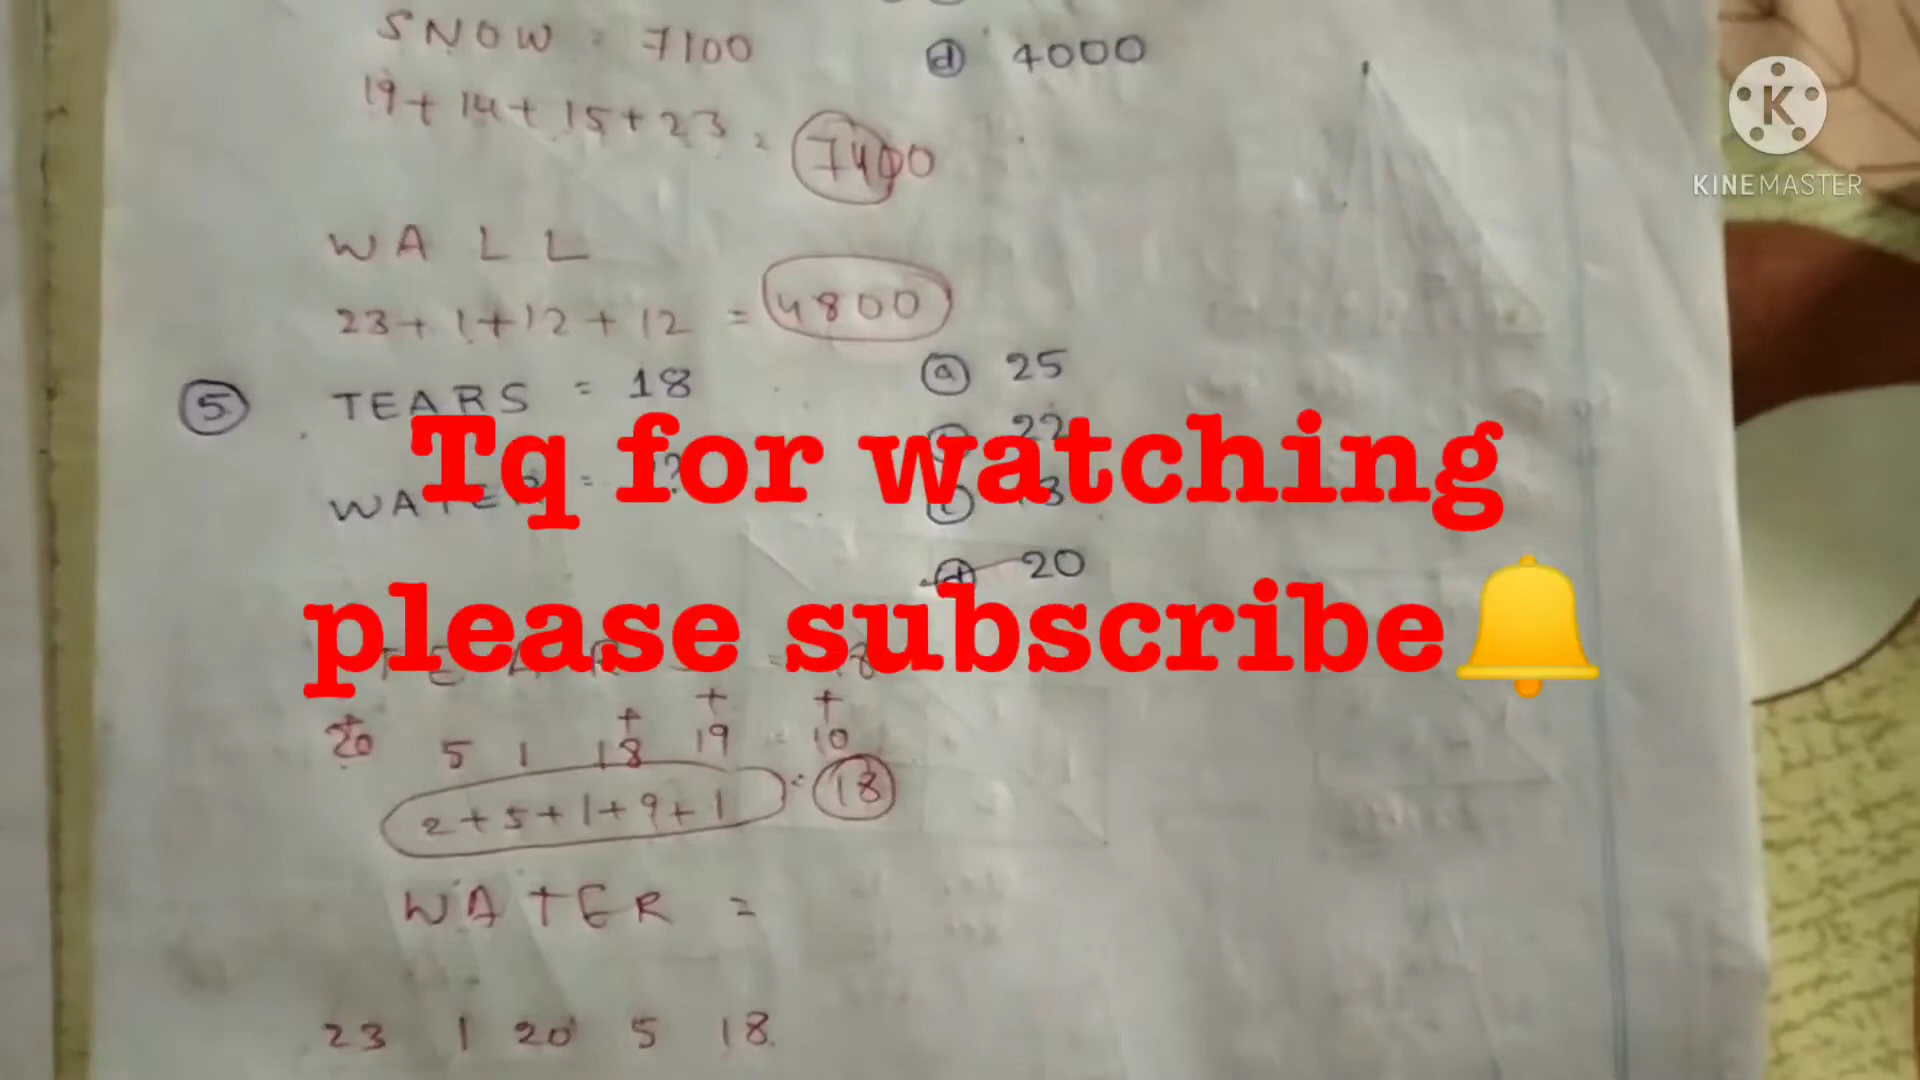 SNOW = 7100
d 4000
19+14+15+23 = 7400
K
KINEMASTER
WALL
23+1+12+12 = 4800
5 TEARS = 18
a 25
22
WATER = ?
Tq for watching
d 20
please subscribe🔔
20 5 1 18 19 = 10
2+5+1+9+1 = 18
WATER =
23 1 20 5 18